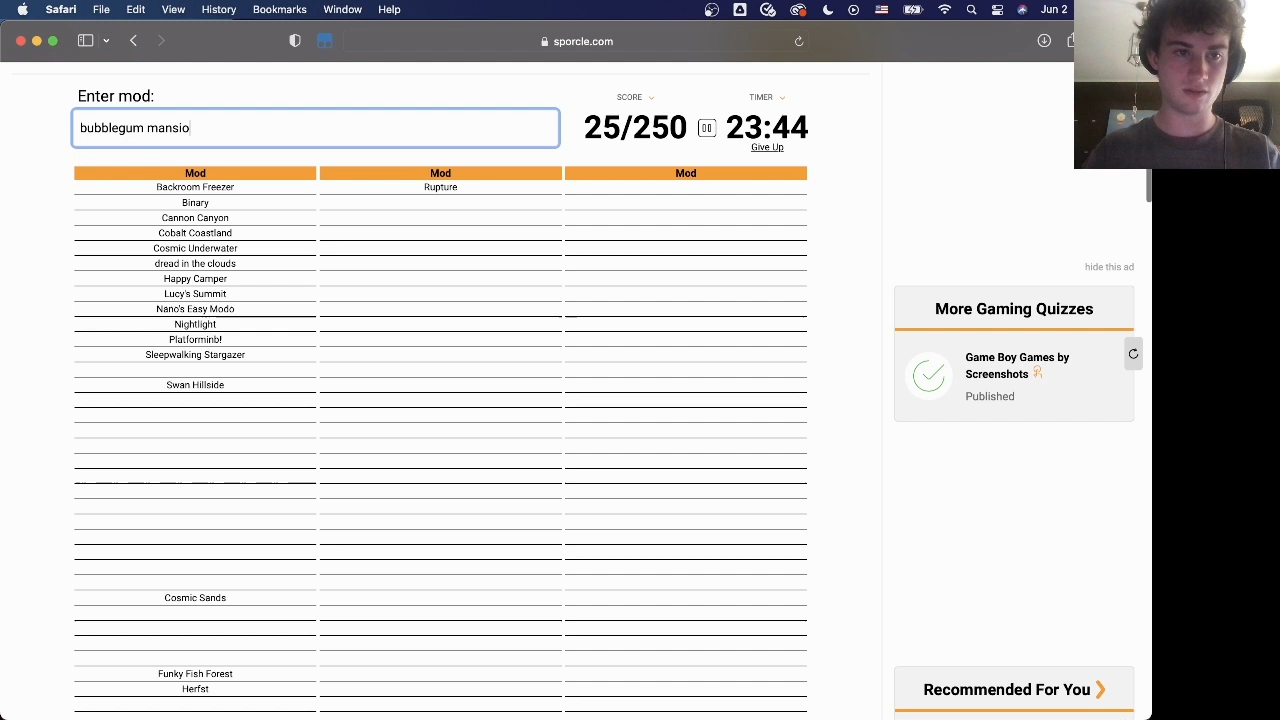 Safari File Edit View History Bookmarks Window Help Jun 2
sporcle.com
Enter mod:
bubblegum mansio
SCORE
25/250
TIMER
23:44
Give Up
Mod Mod Mod
Backroom Freezer Rupture
Binary
Cannon Canyon
Cobalt Coastland
Cosmic Underwater
dread in the clouds
Happy Camper
Lucy's Summit
Nano's Easy Modo
Nightlight
Platforminb!
Sleepwalking Stargazer
Swan Hillside
Cosmic Sands
Funky Fish Forest
Herfst
hide this ad
More Gaming Quizzes
Game Boy Games by
Screenshots
Published
Recommended For You